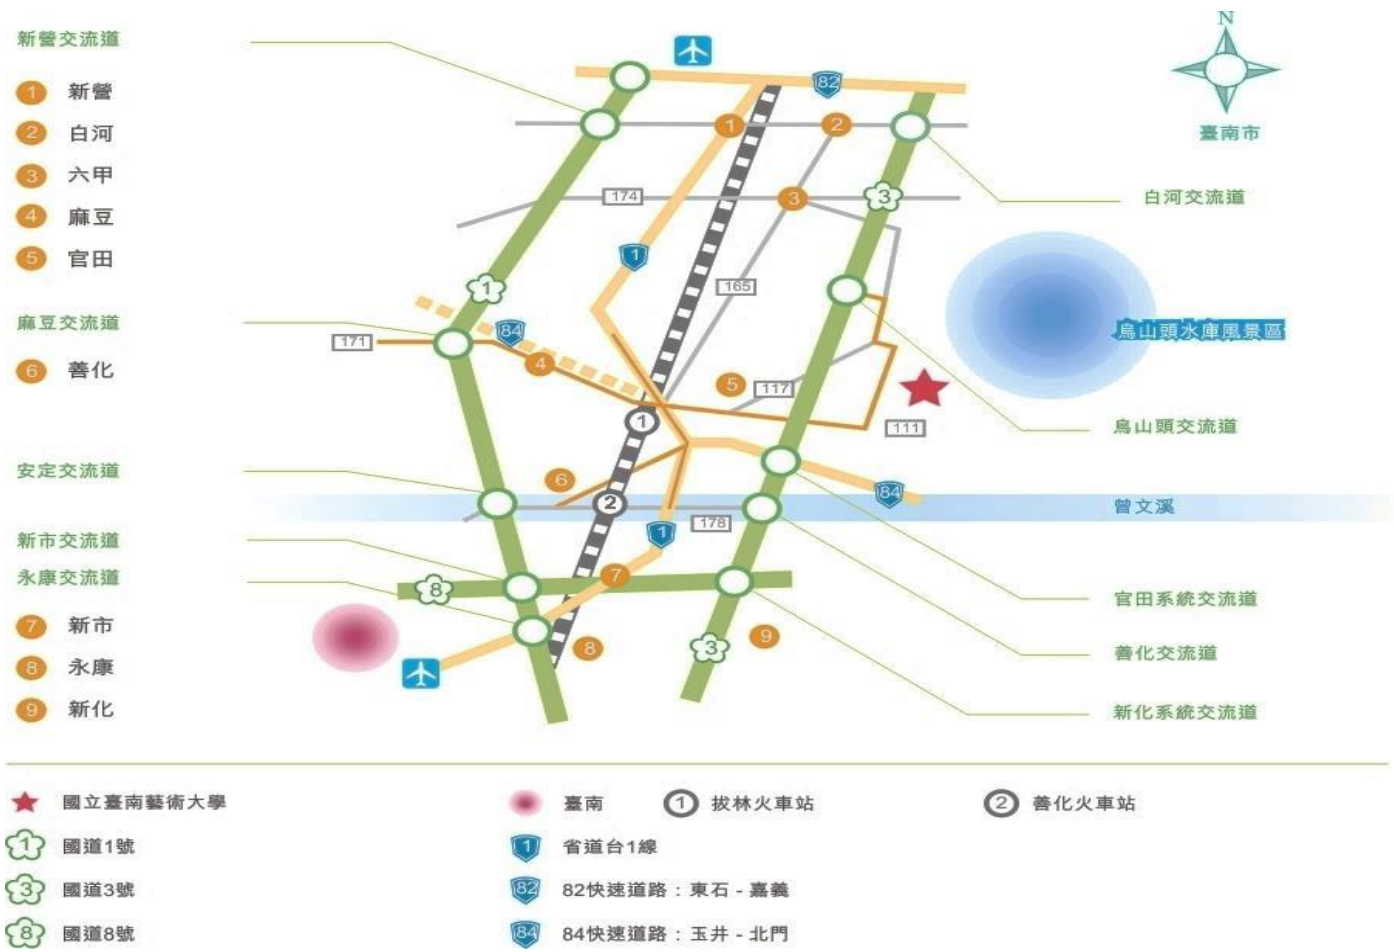 新營交流道
1 新營
2 白河
3 六甲
4 麻豆
5 官田
麻豆交流道
6 善化
安定交流道
新市交流道
永康交流道
7 新市
8 永康
9 新化
N
臺南市
82
1
2
174
3
3
白河交流道
1
165
1
84
171
4
5
117
111
烏山頭水庫風景區
烏山頭交流道
1
6
2
84
曾文溪
178
1
8
7
官田系統交流道
8
3
9
善化交流道
新化系統交流道
國立臺南藝術大學
臺南
1 拔林火車站
2 善化火車站
1 國道1號
1 省道台1線
3 國道3號
82 82快速道路：東石 - 嘉義
8 國道8號
84 84快速道路：玉井 - 北門